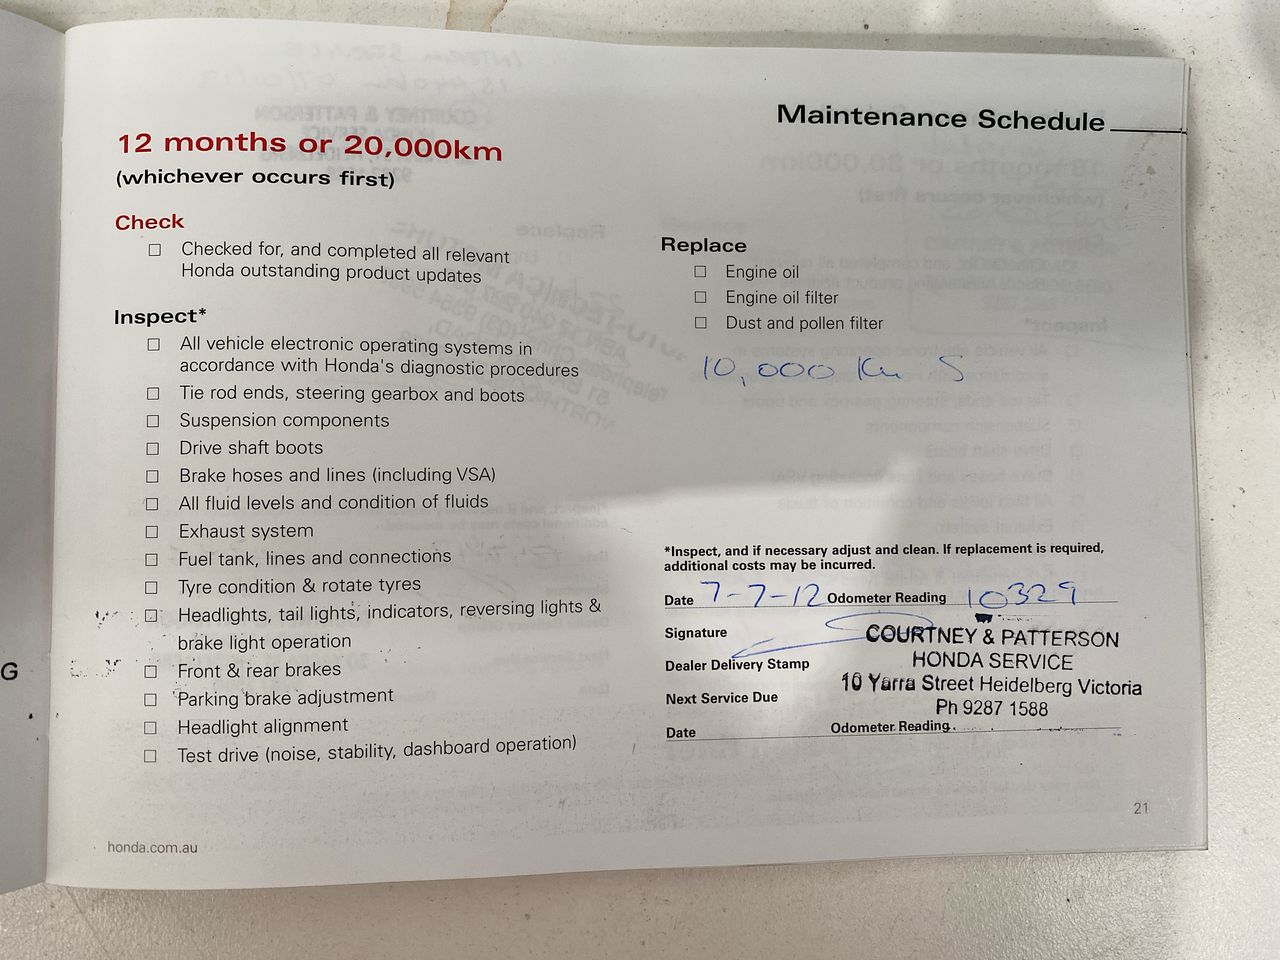 Maintenance Schedule
12 months or 20,000km
(whichever occurs first)
Check
Checked for, and completed all relevant
Honda outstanding product updates
Inspect*
All vehicle electronic operating systems in
accordance with Honda's diagnostic procedures
Tie rod ends, steering gearbox and boots
Suspension components
Drive shaft boots
Brake hoses and lines (including VSA)
All fluid levels and condition of fluids
Exhaust system
Fuel tank, lines and connections
Tyre condition & rotate tyres
Headlights, tail lights, indicators, reversing lights &
brake light operation
Front & rear brakes
Parking brake adjustment
Headlight alignment
Test drive (noise, stability, dashboard operation)
Replace
Engine oil
Engine oil filter
Dust and pollen filter
10,000 Km S
*Inspect, and if necessary adjust and clean. If replacement is required,
additional costs may be incurred.
Date 7-7-12 Odometer Reading 10329
Signature
COURTNEY & PATTERSON
HONDA SERVICE
10 Yarra Street Heidelberg Victoria
Ph 9287 1588
Dealer Delivery Stamp
Next Service Due
Date Odometer Reading
21
honda.com.au
G